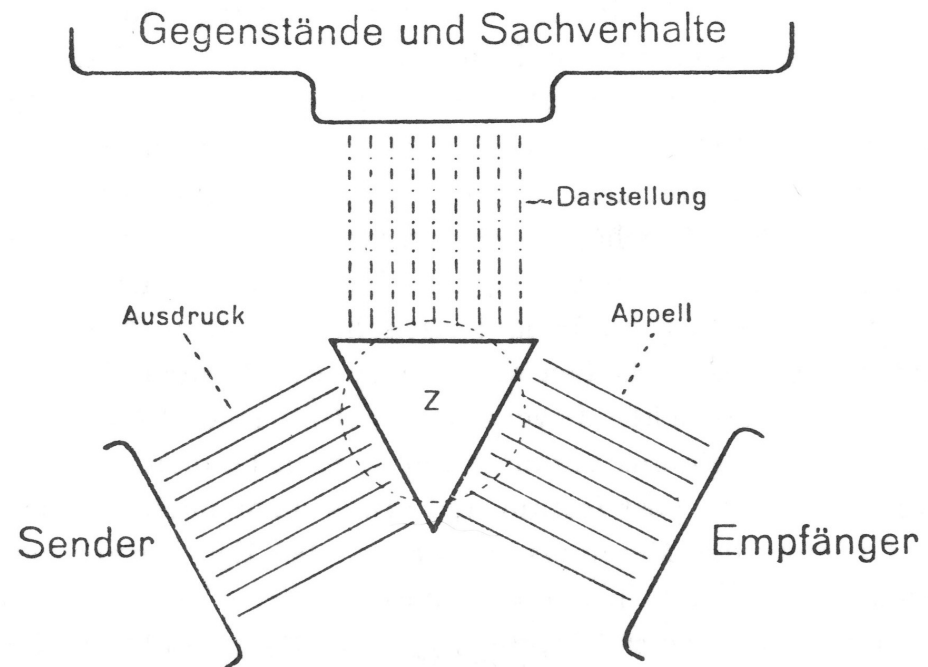 Gegenstände und Sachverhalte
Darstellung
Ausdruck
Appell
Z
Sender
Empfänger